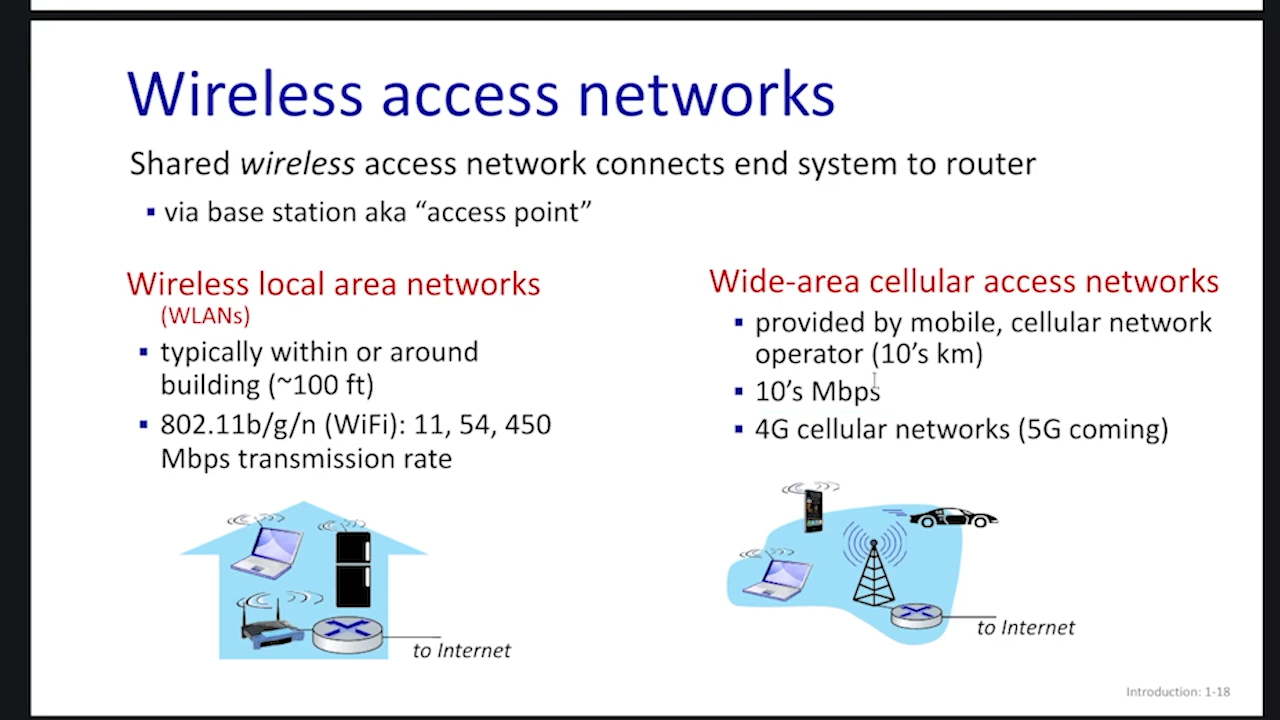 Wireless access networks
Shared wireless access network connects end system to router
▪ via base station aka “access point”
Wireless local area networks
(WLANs)
▪ typically within or around
building (~100 ft)
▪ 802.11b/g/n (WiFi): 11, 54, 450
Mbps transmission rate
to Internet
Wide-area cellular access networks
▪ provided by mobile, cellular network
operator (10’s km)
▪ 10’s Mbps
▪ 4G cellular networks (5G coming)
to Internet
Introduction: 1-18